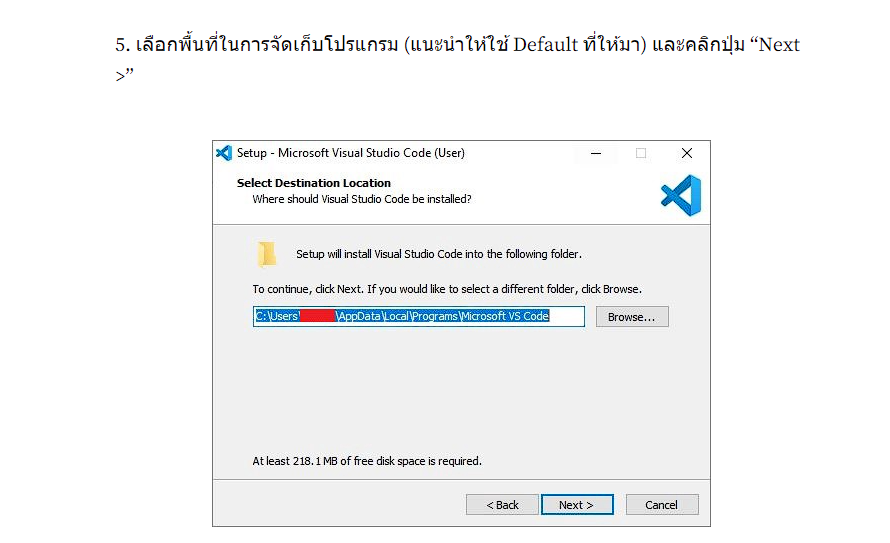 5. เลือกพื้นที่ในการจัดเก็บโปรแกรม (แนะนำให้ใช้ Default ที่ให้มา) และคลิกปุ่ม “Next
>”
Setup - Microsoft Visual Studio Code (User)
Select Destination Location
Where should Visual Studio Code be installed?
Setup will install Visual Studio Code into the following folder.
To continue, click Next. If you would like to select a different folder, click Browse.
C:\Users\ \AppData\Local\Programs\Microsoft VS Code Browse...
At least 218.1 MB of free disk space is required.
< Back Next > Cancel